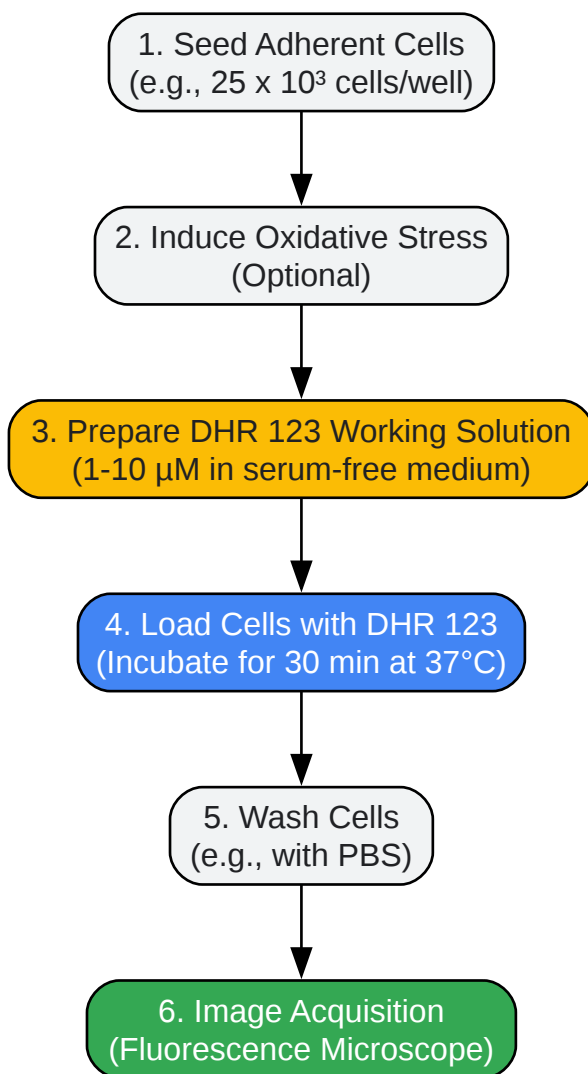 1. Seed Adherent Cells
(e.g., 25 x 10³ cells/well)
2. Induce Oxidative Stress
(Optional)
3. Prepare DHR 123 Working Solution
(1-10 µM in serum-free medium)
4. Load Cells with DHR 123
(Incubate for 30 min at 37°C)
5. Wash Cells
(e.g., with PBS)
6. Image Acquisition
(Fluorescence Microscope)